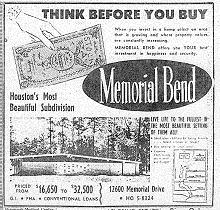 THINK BEFORE YOU BUY
When you invest in a home select an area
that is growing and where property values
are constantly increasing.
MEMORIAL BEND offers you YOUR best
investment in happiness and security.
Houston's Most
Beautiful Subdivision
Memorial Bend
LIVE LIFE TO THE FULLEST IN
THE MOST BEAUTIFUL SETTING
OF THEM ALL!
PRICED
FROM $16,650 TO $32,500
G.I. • FHA • CONVENTIONAL LOANS
12600 Memorial Drive
HO 5-8324